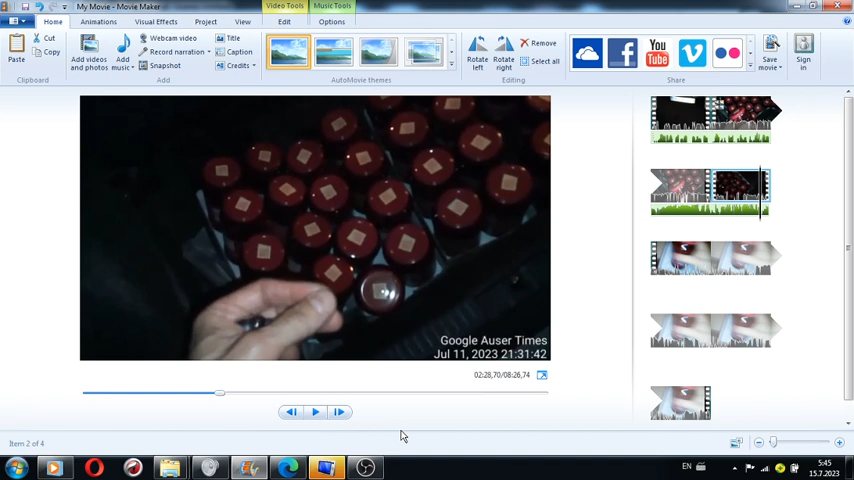 My Movie - Movie Maker
Video Tools
Music Tools
Home
Animations
Visual Effects
Project
View
Edit
Options
Paste
Cut
Copy
Clipboard
Add videos
and photos
Add
music
Webcam video
Record narration
Snapshot
Title
Caption
Credits
Add
AutoMovie themes
Rotate
left
Rotate
right
Remove
Select all
Editing
You
Tube
Share
Save
movie
Sign
in
Google Auser Times
Jul 11, 2023 21:31:42
02:28,70/08:26,74
Item 2 of 4
EN
5:45
15.7.2023